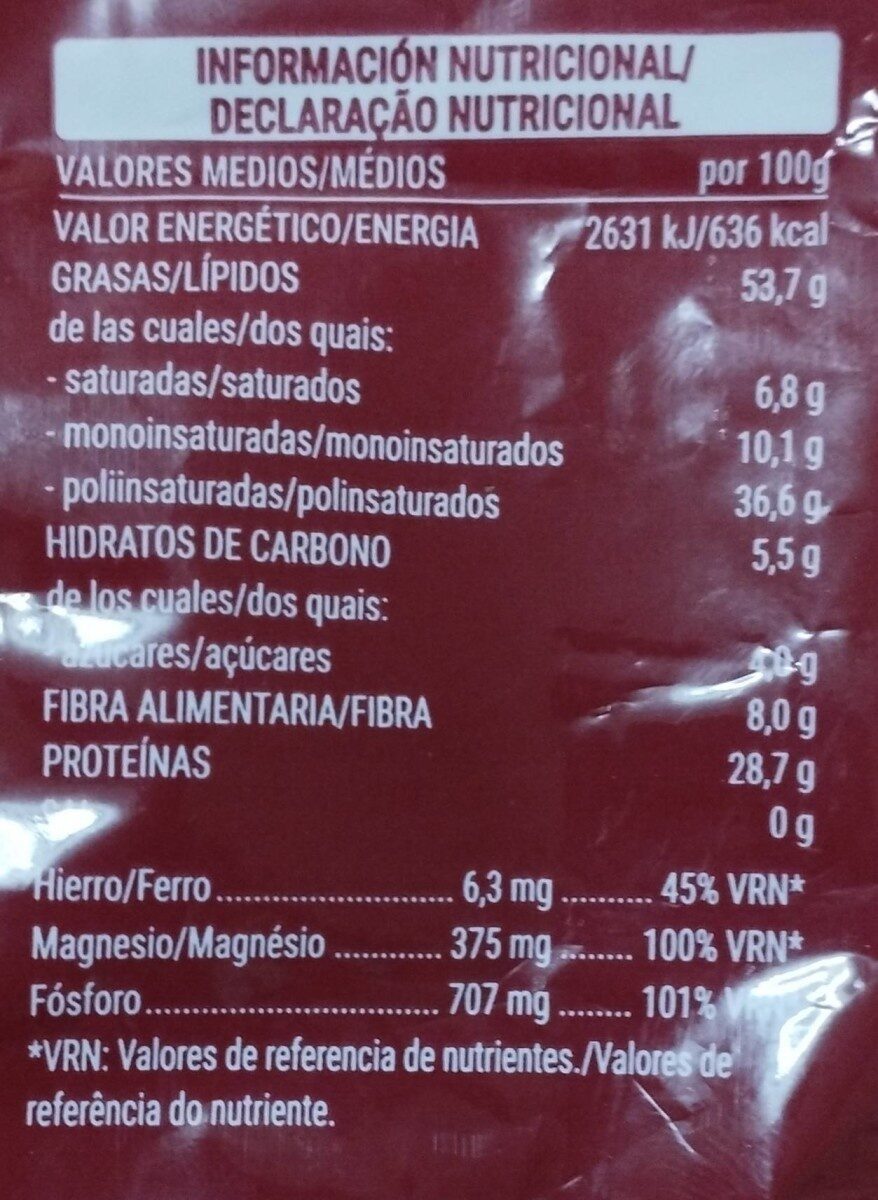 INFORMACIÓN NUTRICIONAL/
DECLARAÇÃO NUTRICIONAL
VALORES MEDIOS/MÉDIOS por 100g
VALOR ENERGÉTICO/ENERGIA 2631 kJ/636 kcal
GRASAS/LÍPIDOS 53,7 g
de las cuales/dos quais:
- saturadas/saturados 6,8 g
- monoinsaturadas/monoinsaturados 10,1 g
- poliinsaturadas/polinsaturados 36,6 g
HIDRATOS DE CARBONO 5,5 g
de los cuales/dos quais:
azúcares/açúcares g
FIBRA ALIMENTARIA/FIBRA 8,0 g
PROTEÍNAS 28,7 g
0 g
Hierro/Ferro.......................... 6,3 mg .......... 45% VRN*
Magnesio/Magnésio ............ 375 mg ........ 100% VRN*
Fósforo................................ 707 mg ........ 101%
*VRN: Valores de referencia de nutrientes./Valores de
referência do nutriente.